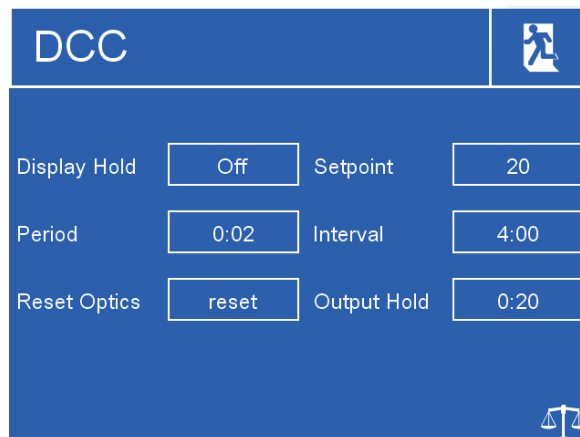 DCC
Display Hold Off Setpoint 20
Period 0:02 Interval 4:00
Reset Optics reset Output Hold 0:20